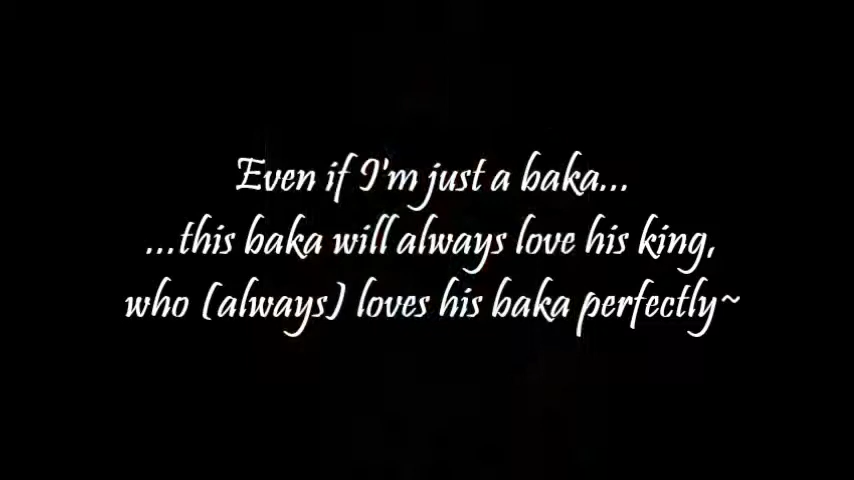 Even if I'm just a baka...
...this baka will always love his king,
who (always) loves his baka perfectly~